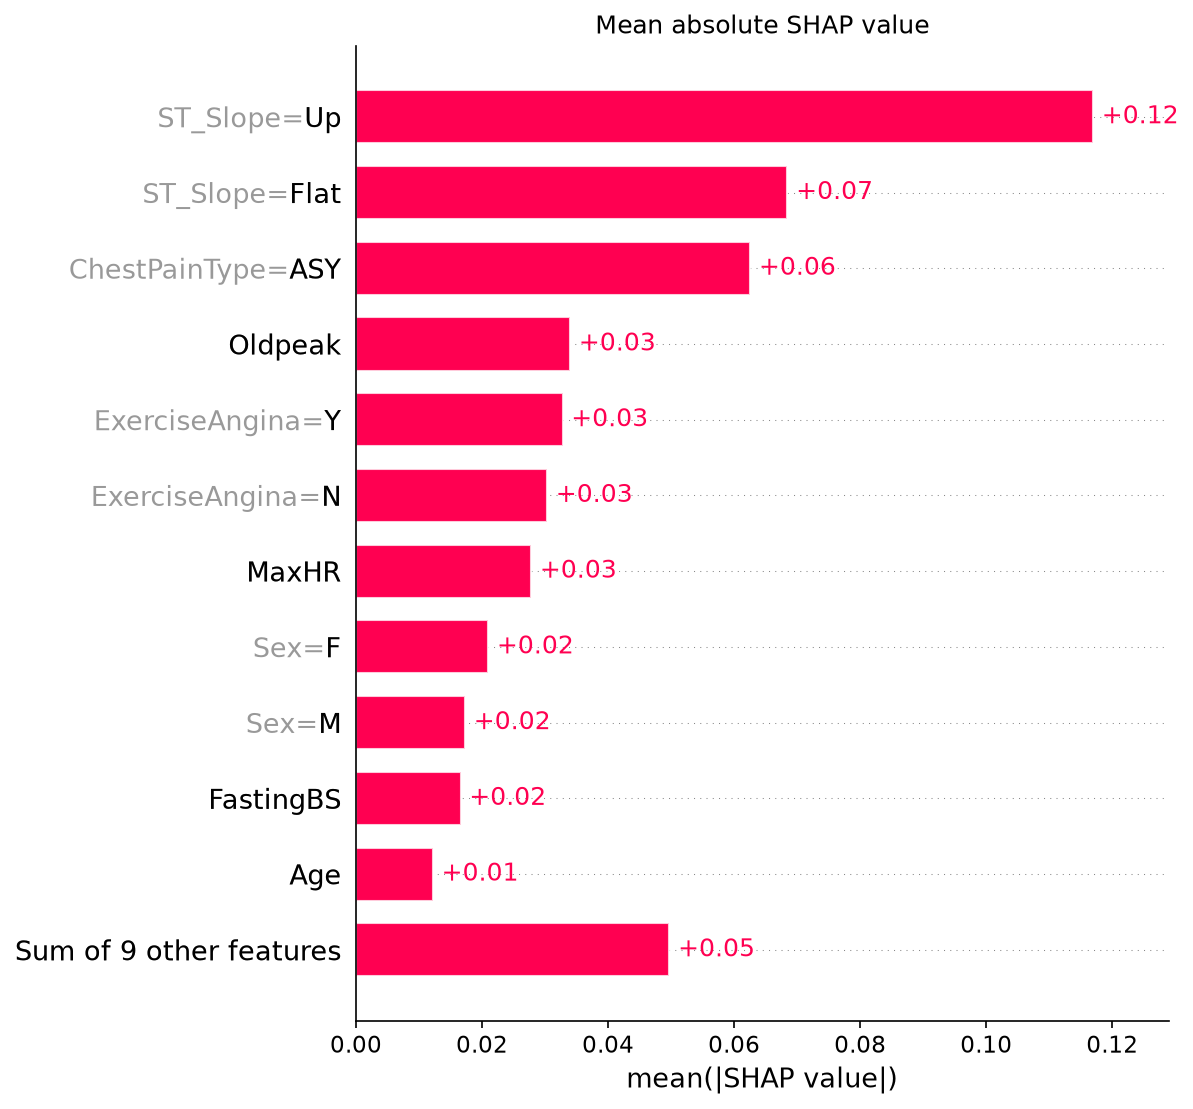 Mean absolute SHAP value
ST_Slope=Up +0.12
ST_Slope=Flat +0.07
ChestPainType=ASY +0.06
Oldpeak +0.03
ExerciseAngina=Y +0.03
ExerciseAngina=N +0.03
MaxHR +0.03
Sex=F +0.02
Sex=M +0.02
FastingBS +0.02
Age +0.01
Sum of 9 other features +0.05
0.00 0.02 0.04 0.06 0.08 0.10 0.12
mean(|SHAP value|)